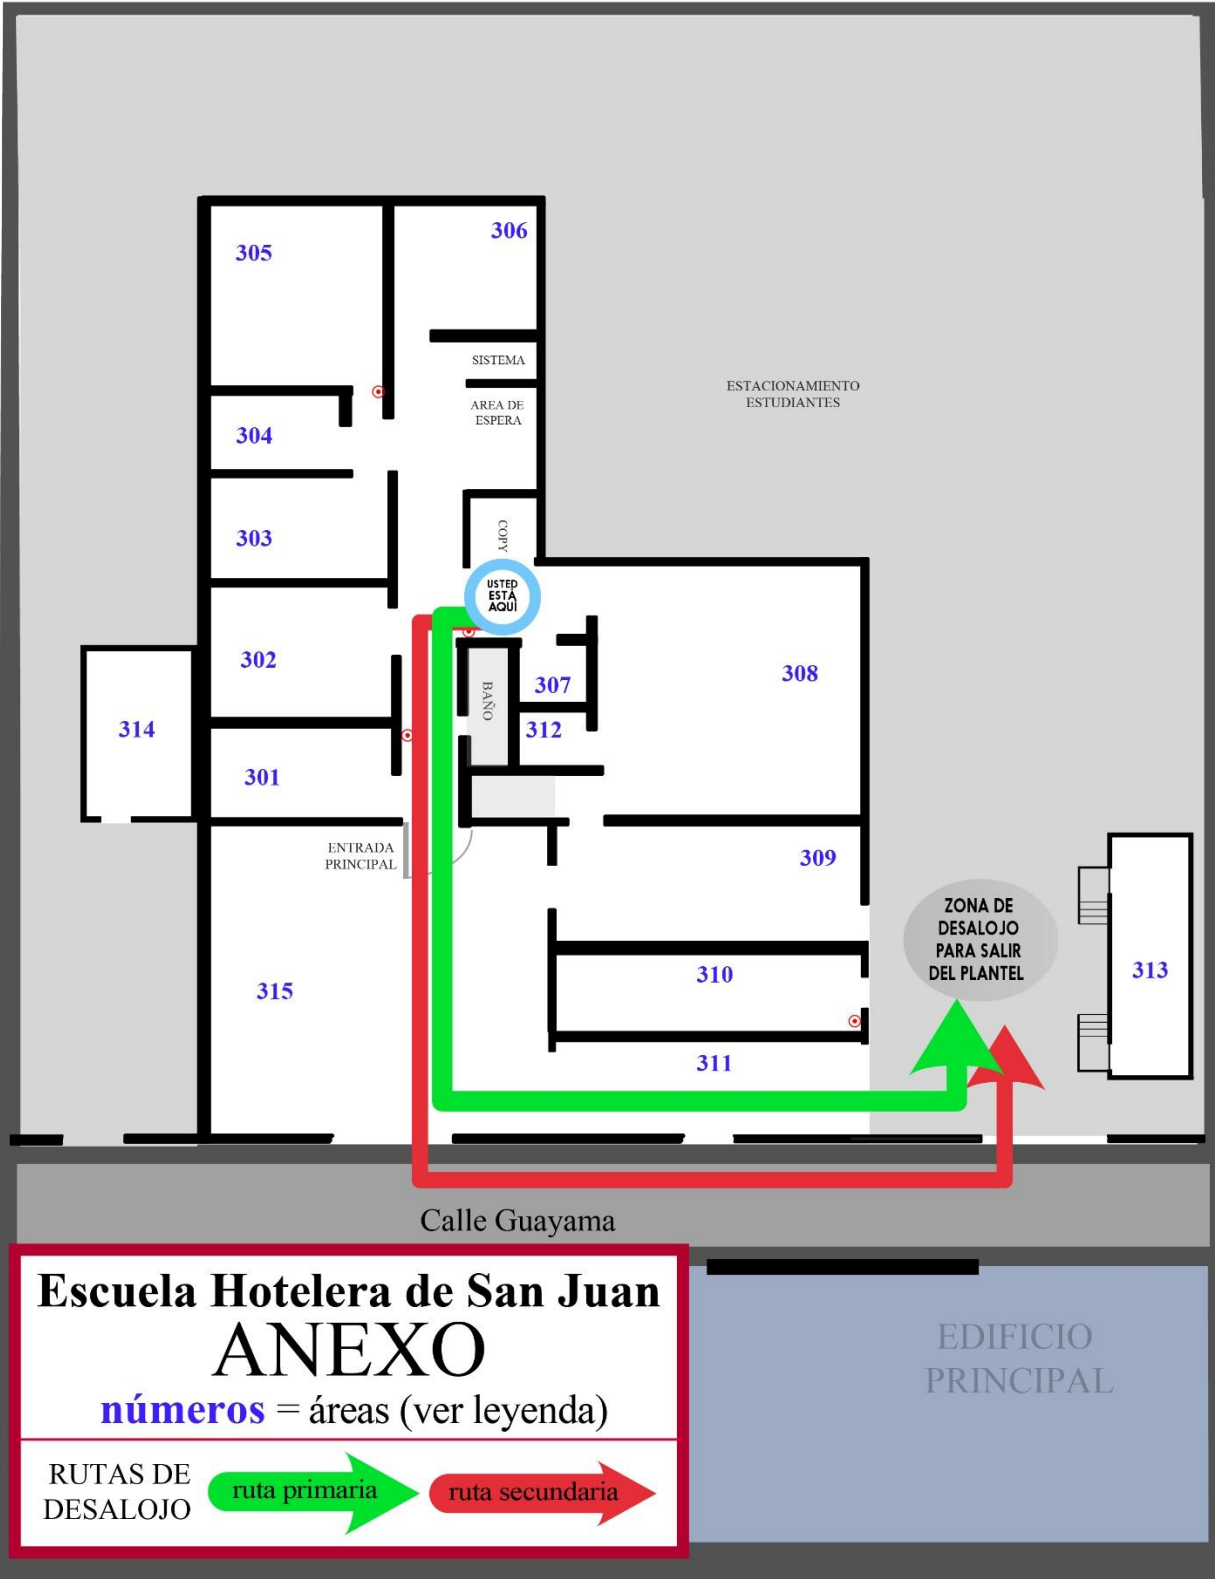 305
306
SISTEMA
AREA DE
ESPERA
ESTACIONAMIENTO
ESTUDIANTES
304
303
COPY
USTED
ESTÁ
AQUÍ
302
BAÑO
307
308
314
312
301
ENTRADA
PRINCIPAL
309
ZONA DE
DESALOJO
PARA SALIR
DEL PLANTEL
315
310
313
311
Calle Guayama
Escuela Hotelera de San Juan
ANEXO
números = áreas (ver leyenda)
RUTAS DE
DESALOJO
ruta primaria
ruta secundaria
EDIFICIO
PRINCIPAL